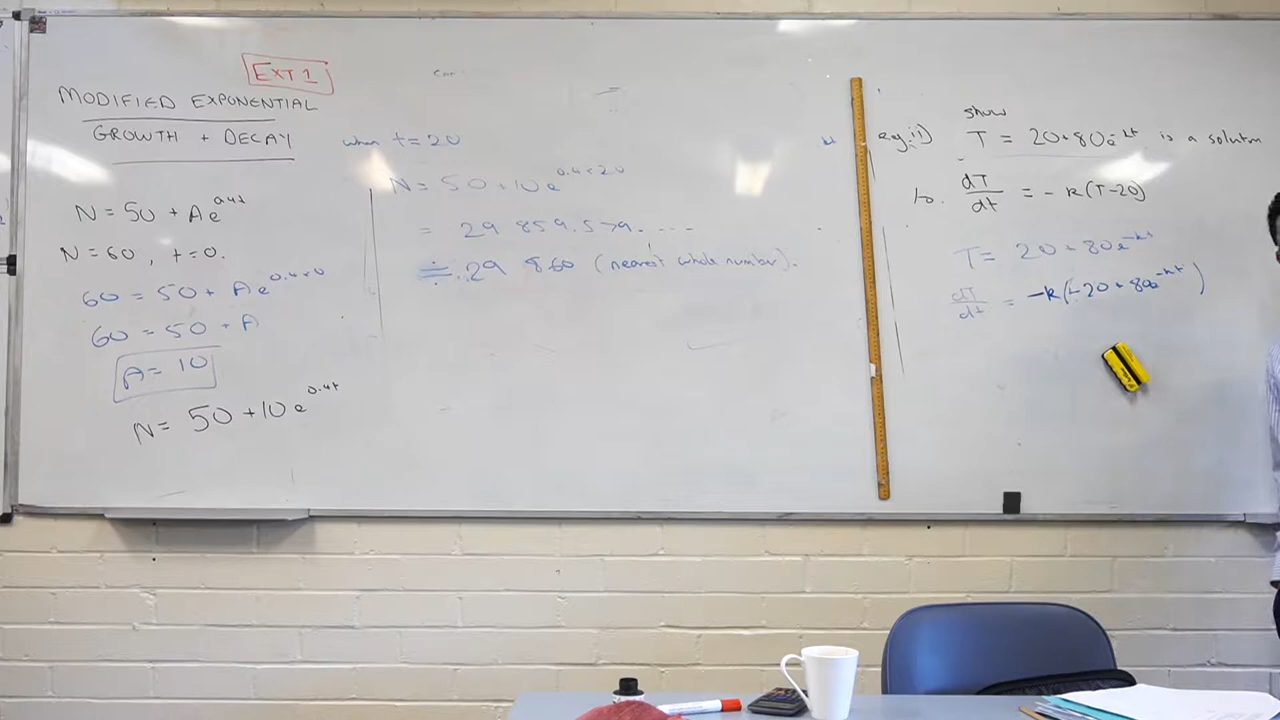 EXT 1
MODIFIED EXPONENTIAL
GROWTH + DECAY
N = 50 + Ae^0.4t
N = 60, t = 0.
60 = 50 + Ae^0.4×0
60 = 50 + A
A = 10
N = 50 + 10e^0.4t
when t = 20
N = 50 + 10e^0.4×20
= 29 859.579.....
≑ 29 860 (nearest whole number).
show
eg: 1) T = 20 + 80e^-kt is a solution
to. dT/dt = -k(T-20)
T = 20 + 80e^-kt
dT/dt = -k(-20 + 80e^-kt)